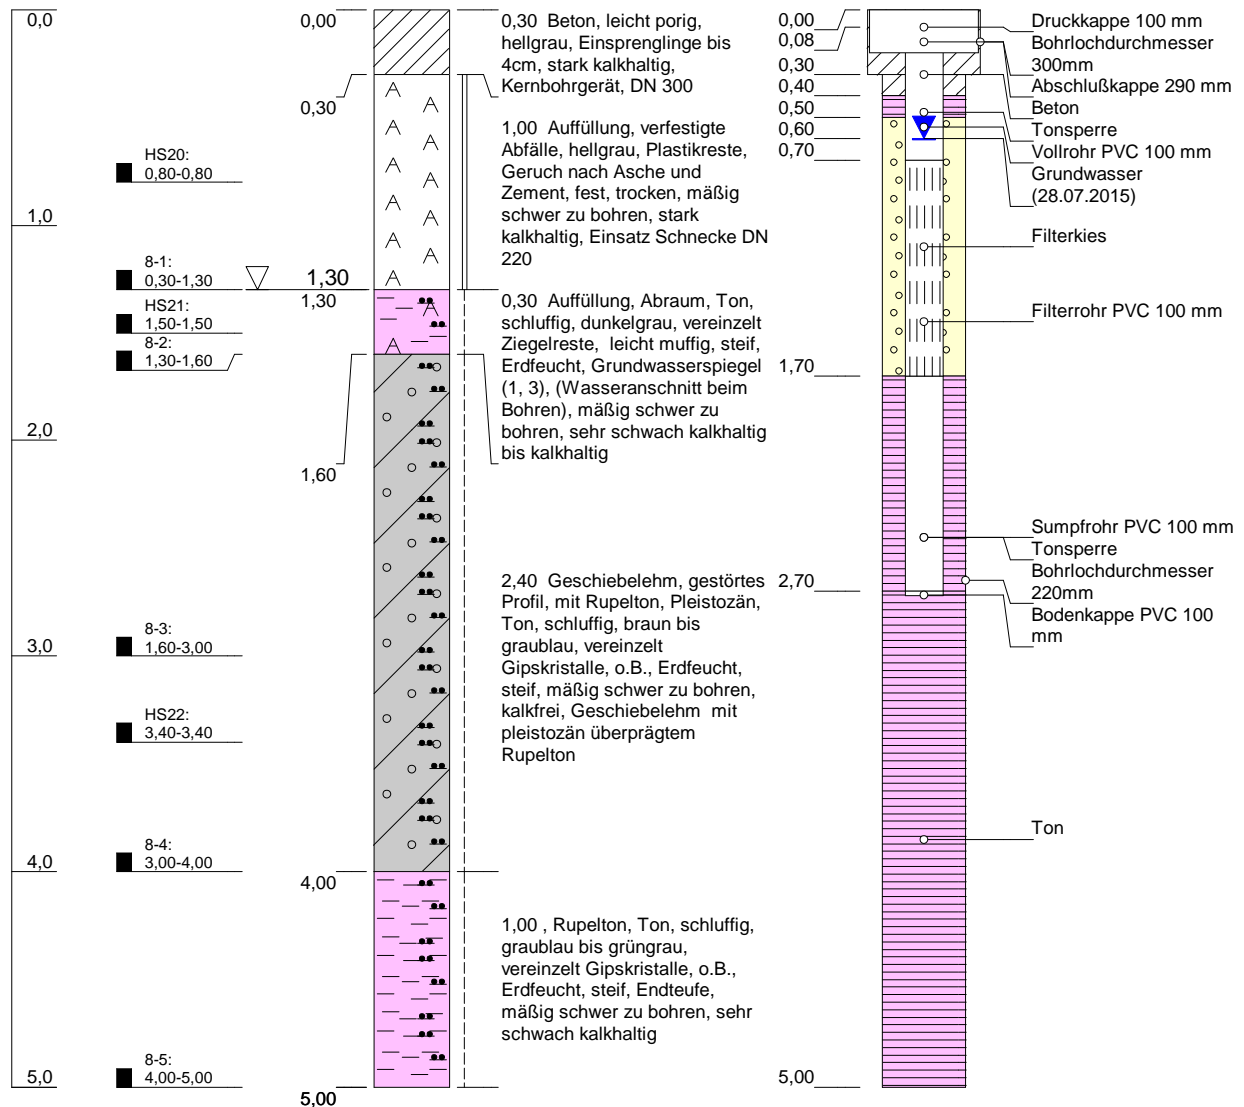 0,0
1,0
2,0
3,0
4,0
5,0
HS20:
0,80-0,80
8-1:
0,30-1,30
HS21:
1,50-1,50
8-2:
1,30-1,60
8-3:
1,60-3,00
HS22:
3,40-3,40
8-4:
3,00-4,00
8-5:
4,00-5,00
0,00
0,30
1,30
1,30
1,60
4,00
5,00
0,30 Beton, leicht porig,
hellgrau, Einsprenglinge bis
4cm, stark kalkhaltig,
Kernbohrgerät, DN 300
1,00 Auffüllung, verfestigte
Abfälle, hellgrau, Plastikreste,
Geruch nach Asche und
Zement, fest, trocken, mäßig
schwer zu bohren, stark
kalkhaltig, Einsatz Schnecke DN
220
0,30 Auffüllung, Abraum, Ton,
schluffig, dunkelgrau, vereinzelt
Ziegelreste, leicht muffig, steif,
Erdfeucht, Grundwasserspiegel
(1, 3), (Wasseranschnitt beim
Bohren), mäßig schwer zu
bohren, sehr schwach kalkhaltig
bis kalkhaltig
2,40 Geschiebelehm, gestörtes
Profil, mit Rupelton, Pleistozän,
Ton, schluffig, braun bis
graublau, vereinzelt
Gipskristalle, o.B., Erdfeucht,
steif, mäßig schwer zu bohren,
kalkfrei, Geschiebelehm mit
pleistozän überprägtem
Rupelton
1,00 , Rupelton, Ton, schluffig,
graublau bis grüngrau,
vereinzelt Gipskristalle, o.B.,
Erdfeucht, steif, Endteufe,
mäßig schwer zu bohren, sehr
schwach kalkhaltig
0,00
0,08
0,30
0,40
0,50
0,60
0,70
1,70
2,70
5,00
Druckkappe 100 mm
Bohrlochdurchmesser
300mm
Abschlußkappe 290 mm
Beton
Tonsperre
Vollrohr PVC 100 mm
Grundwasser
(28.07.2015)
Filterkies
Filterrohr PVC 100 mm
Sumpfrohr PVC 100 mm
Tonsperre
Bohrlochdurchmesser
220mm
Bodenkappe PVC 100
mm
Ton